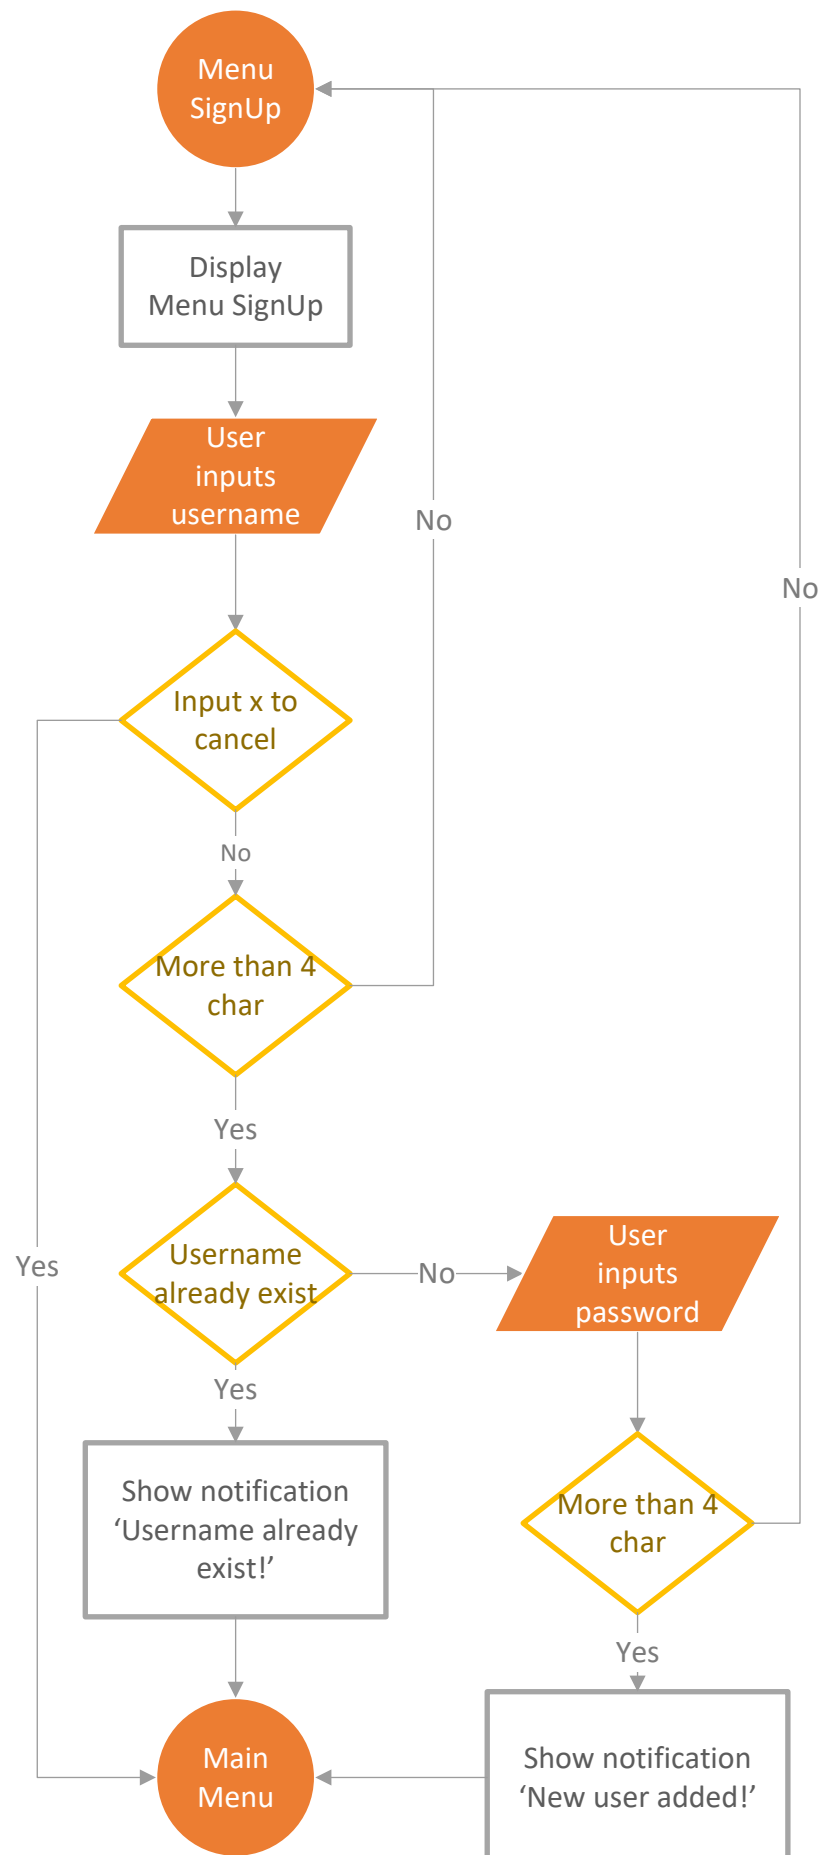 Menu
SignUp
Display
Menu SignUp
User
inputs
username
No
No
Input x to
cancel
No
More than 4
char
Yes
Username
already exist
No
User
inputs
password
Yes
Yes
Show notification
‘Username already
exist!’
More than 4
char
Yes
Main
Menu
Show notification
‘New user added!’